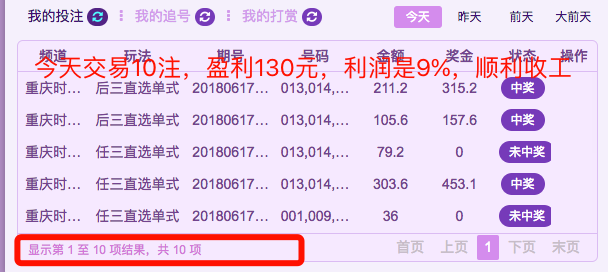 我的投注 我的追号 我的打赏 今天 昨天 前天 大前天
频道 玩法 期号 号码 金额 奖金 状态 操作
今天交易10注，盈利130元，利润是9%，顺利收工
重庆时... 后三直选单式 20180617... 013,014,... 211.2 315.2 中奖
重庆时... 后三直选单式 20180617... 013,014,... 105.6 157.6 中奖
重庆时... 任三直选单式 20180617... 013,014,... 79.2 0 未中奖
重庆时... 任三直选单式 20180617... 013,014,... 303.6 453.1 中奖
重庆时... 任三直选单式 20180617... 001,009,... 36 0 未中奖
显示第 1 至 10 项结果，共 10 项 首页 上页 1 下页 末页